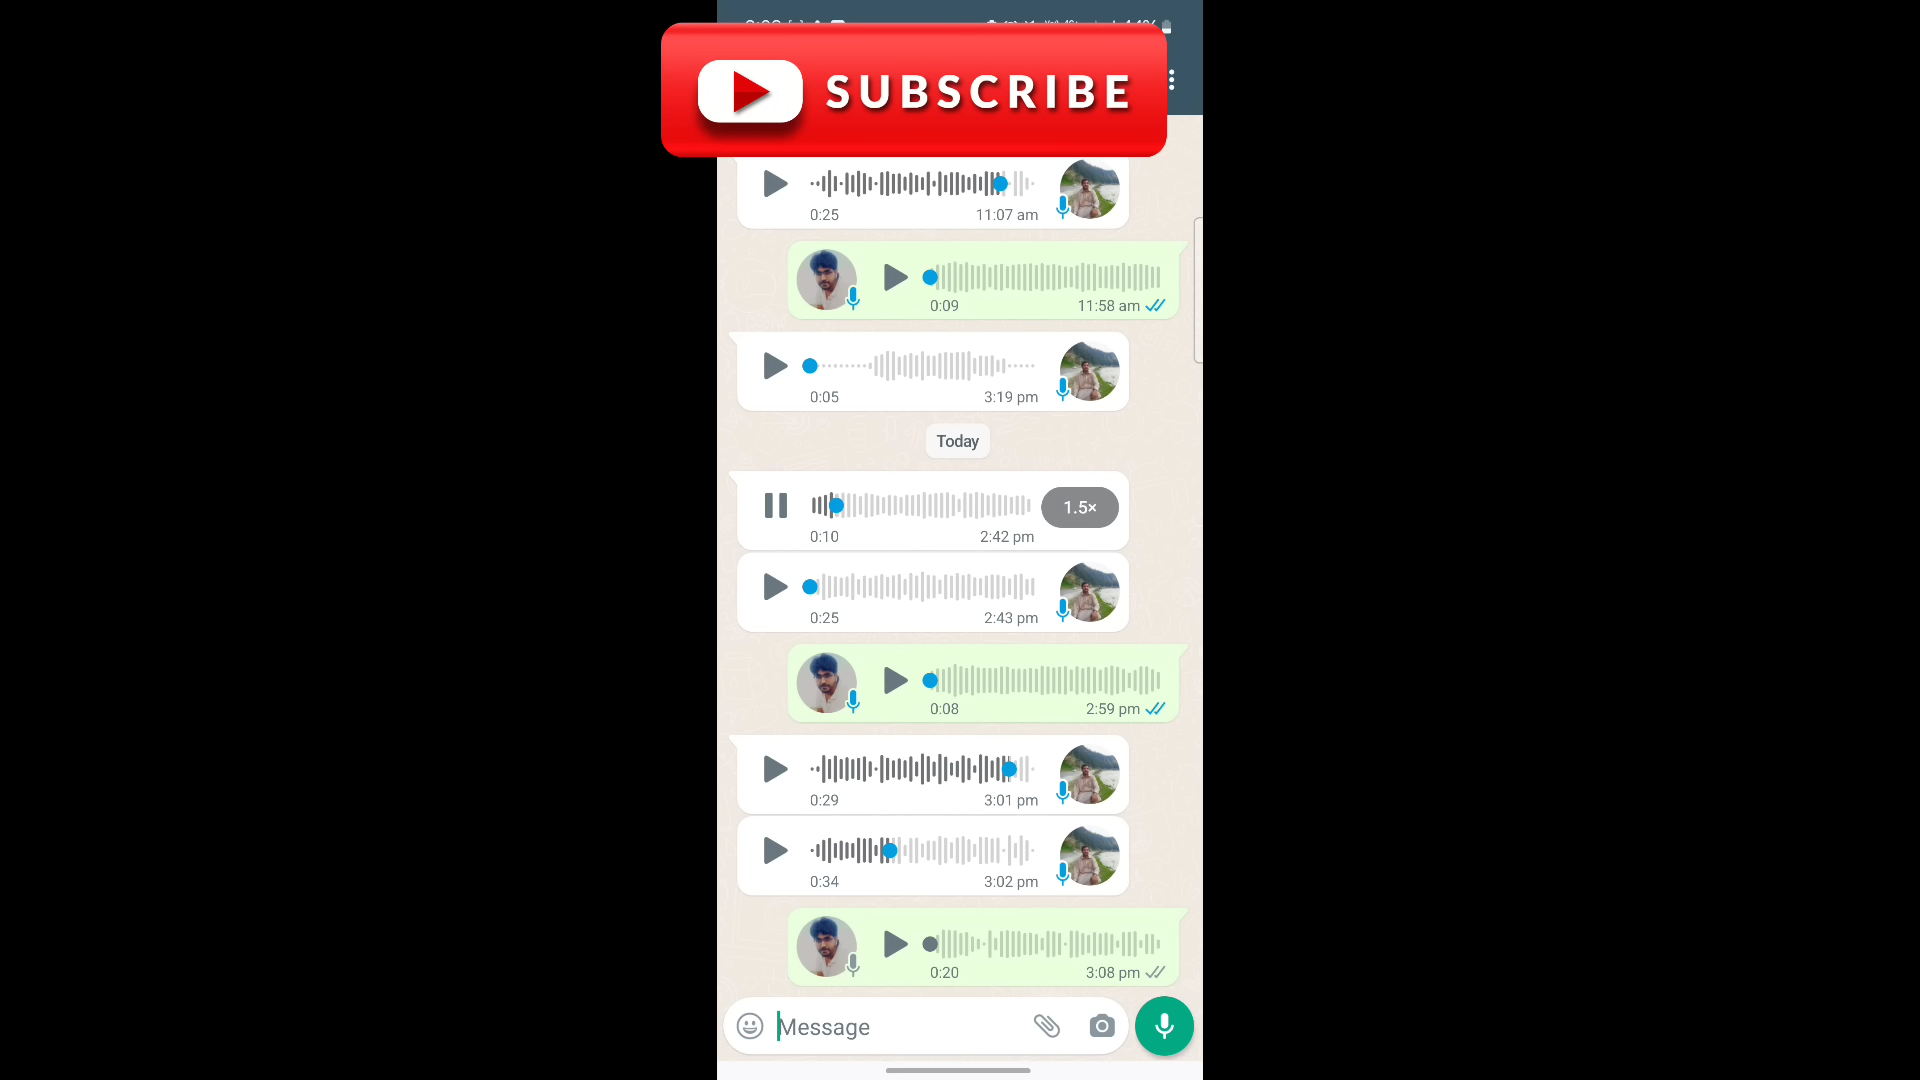 SUBSCRIBE
0:25 11:07 am
0:09 11:58 am
0:05 3:19 pm
Today
1.5×
0:10 2:42 pm
0:25 2:43 pm
0:08 2:59 pm
0:29 3:01 pm
0:34 3:02 pm
0:20 3:08 pm
Message